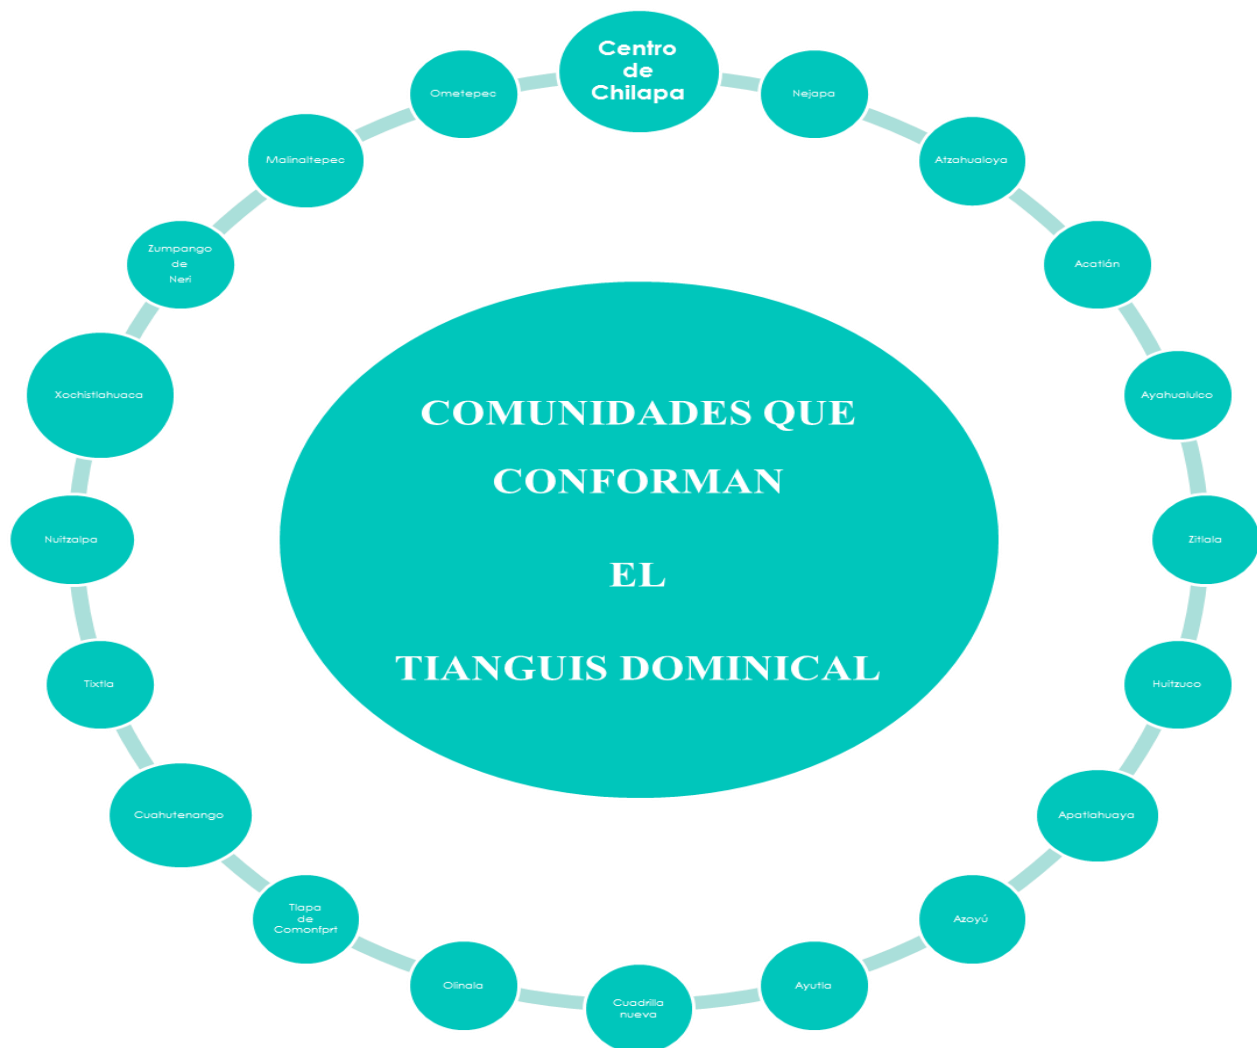 Centro
de
Chilapa
Nejapa
Atzahualoya
Acatlán
Ayahualulco
Zitlala
Huitzuco
Apatlahuaya
Azoyú
Ayutla
Cuadrilla
nueva
Olinala
Tlapa
de
Comonfprt
Cuahutenango
Tixtla
Nuitzalpa
Xochistlahuaca
Zumpango
de
Neri
Malinaltepec
Ometepec
COMUNIDADES QUE
CONFORMAN
EL
TIANGUIS DOMINICAL